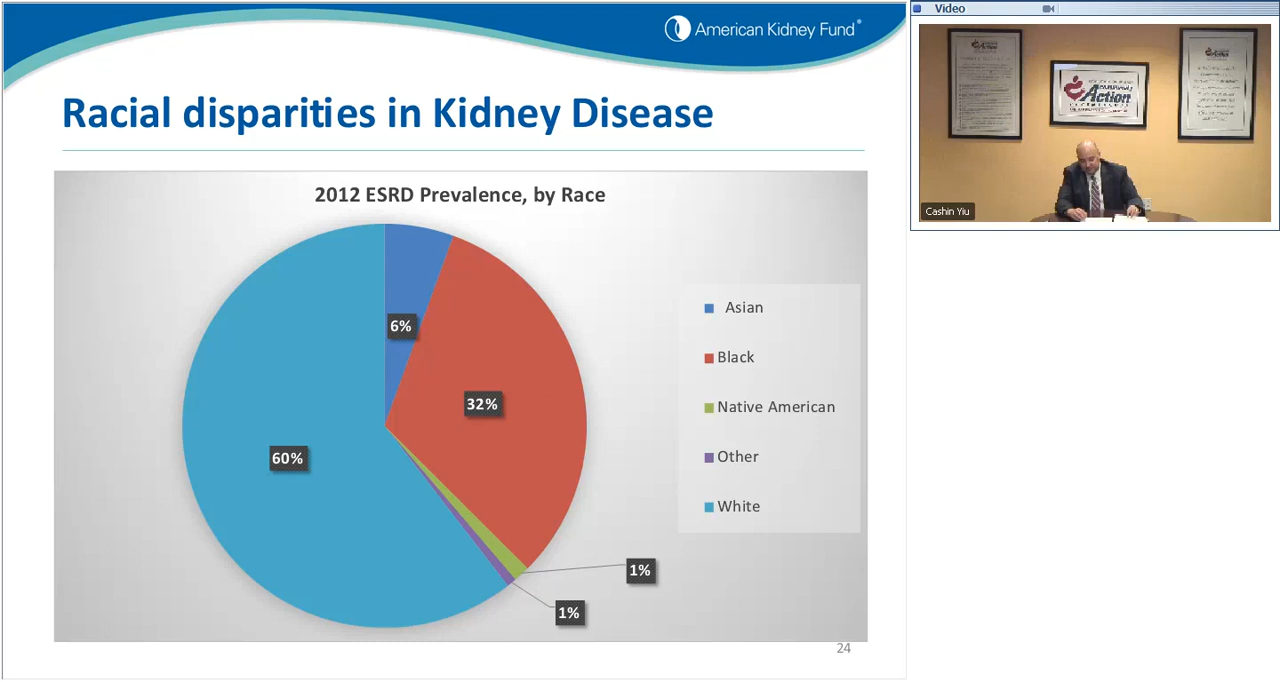 American Kidney Fund®
Racial disparities in Kidney Disease
2012 ESRD Prevalence, by Race
6%
32%
60%
1%
1%
Asian
Black
Native American
Other
White
24
Video
Action
Cashin Yiu